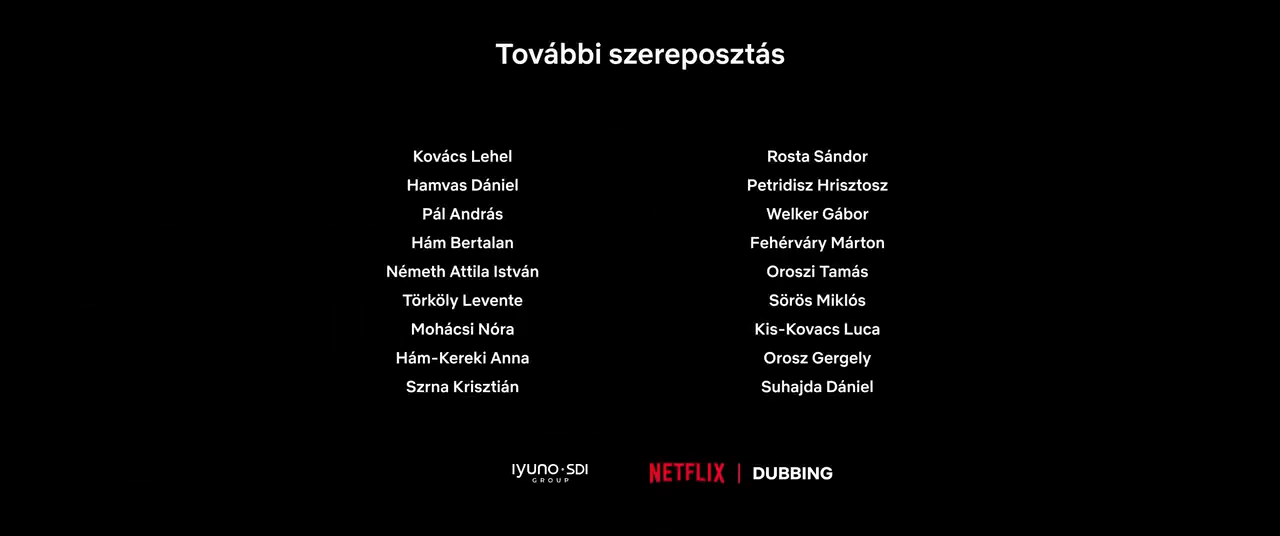 További szereposztás
Kovács Lehel
Hamvas Dániel
Pál András
Hám Bertalan
Németh Attila István
Törköly Levente
Mohácsi Nóra
Hám-Kereki Anna
Szrna Krisztián
Rosta Sándor
Petridisz Hrisztosz
Welker Gábor
Fehérváry Márton
Oroszi Tamás
Sörös Miklós
Kis-Kovacs Luca
Orosz Gergely
Suhajda Dániel
IYUNO·SDI
GROUP
NETFLIX | DUBBING